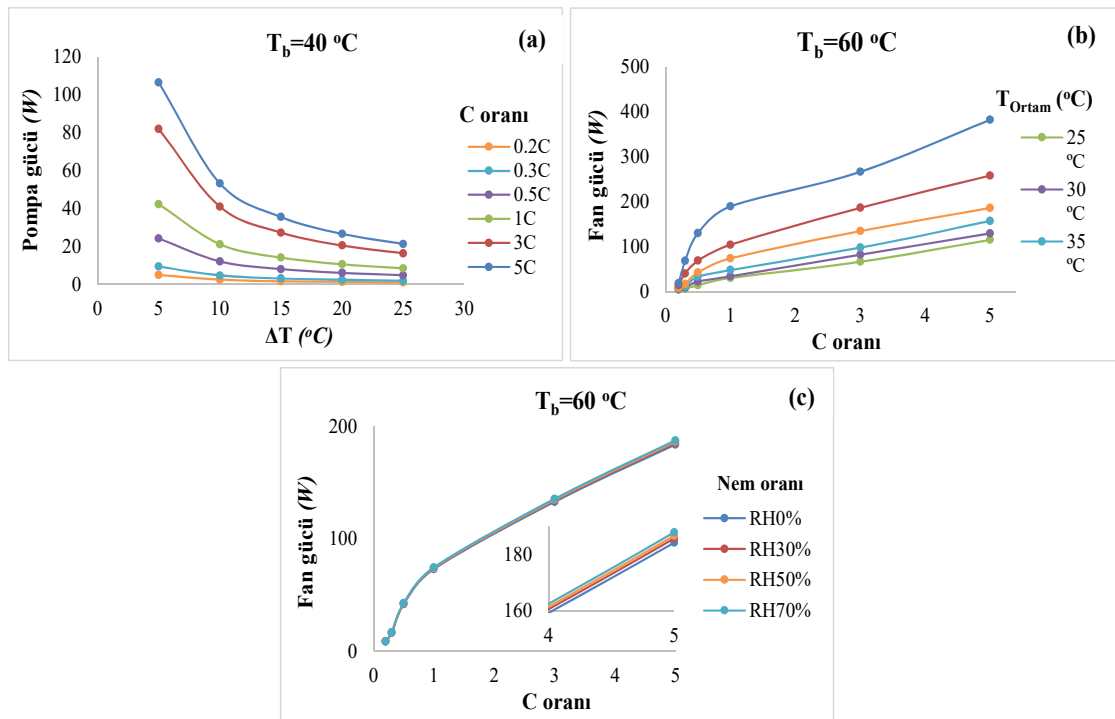 T_b=40 ºC
(a)
Pompa gücü (W)
120
100
80
60
40
20
0
0
5
10
15
20
25
30
ΔT (ºC)
C oranı
0.2C
0.3C
0.5C
1C
3C
5C
T_b=60 ºC
(b)
Fan gücü (W)
500
400
300
200
100
0
0
1
2
3
4
5
C oranı
T_Ortam (ºC)
25
ºC
30
ºC
35
ºC
T_b=60 ºC
(c)
Fan gücü (W)
200
100
0
0
1
2
3
4
5
C oranı
180
160
4
5
Nem oranı
RH0%
RH30%
RH50%
RH70%